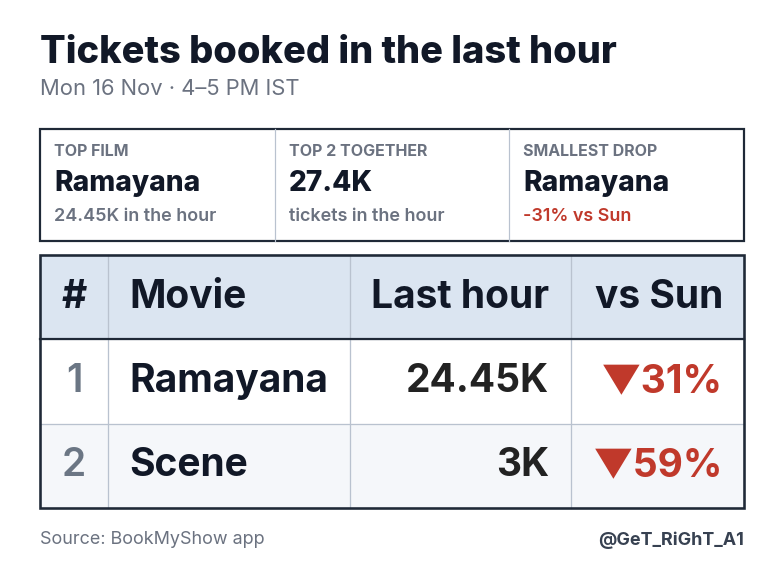 Tickets booked in the last hour
Mon 16 Nov · 4–5 PM IST
TOP FILM
Ramayana
24.45K in the hour
TOP 2 TOGETHER
27.4K
tickets in the hour
SMALLEST DROP
Ramayana
-31% vs Sun
# Movie Last hour vs Sun
1 Ramayana 24.45K ▼31%
2 Scene 3K ▼59%
Source: BookMyShow app @GeT_RiGhT_A1